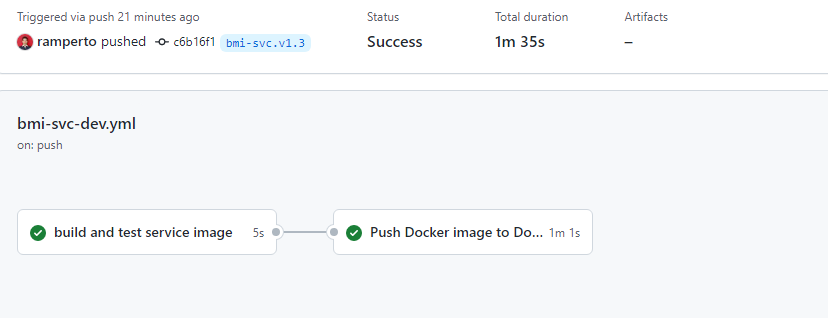 Triggered via push 21 minutes ago
ramperto pushed c6b16f1 bmi-svc.v1.3
Status
Success
Total duration
1m 35s
Artifacts
–
bmi-svc-dev.yml
on: push
build and test service image 5s
Push Docker image to Do... 1m 1s